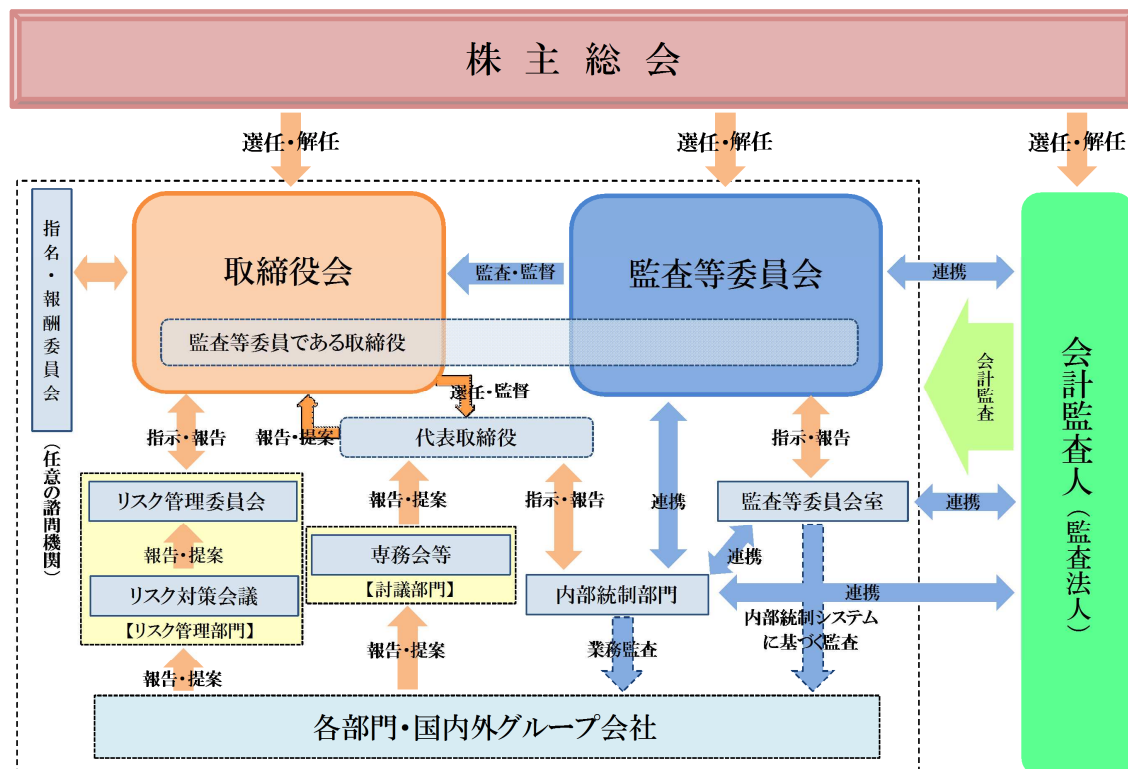 株主総会
選任・解任
選任・解任
選任・解任
指名・報酬委員会
(任意の諮問機関)
取締役会
監査・監督
監査等委員会
連携
監査等委員である取締役
会計監査
会計監査人(監査法人)
選任・監督
指示・報告
報告・提案
代表取締役
指示・報告
リスク管理委員会
報告・提案
指示・報告
連携
監査等委員会室
連携
報告・提案
専務会等
連携
リスク対策会議
【討議部門】
内部統制部門
連携
【リスク管理部門】
報告・提案
業務監査
内部統制システム
に基づく監査
報告・提案
各部門・国内外グループ会社